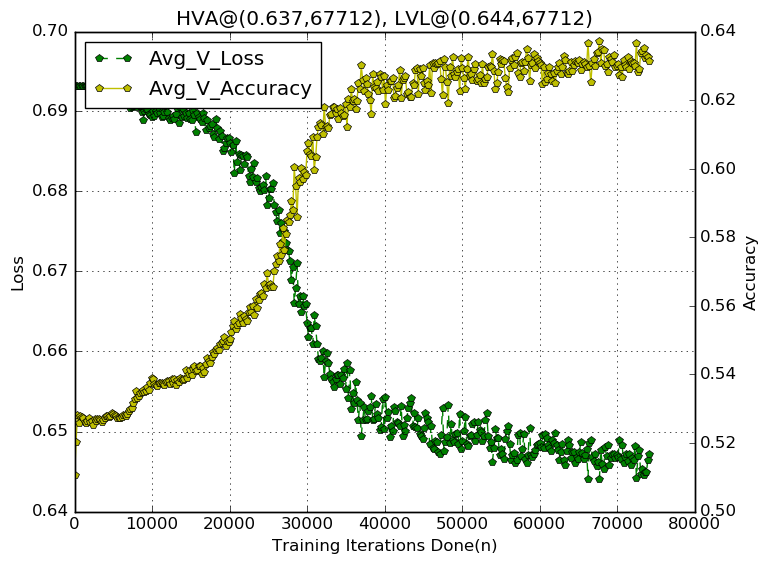 HVA@(0.637,67712), LVL@(0.644,67712)
Avg_V_Loss
Avg_V_Accuracy
0.70
0.69
0.68
0.67
0.66
0.65
0.64
Loss
0.64
0.62
0.60
0.58
0.56
0.54
0.52
0.50
Accuracy
0 10000 20000 30000 40000 50000 60000 70000 80000
Training Iterations Done(n)